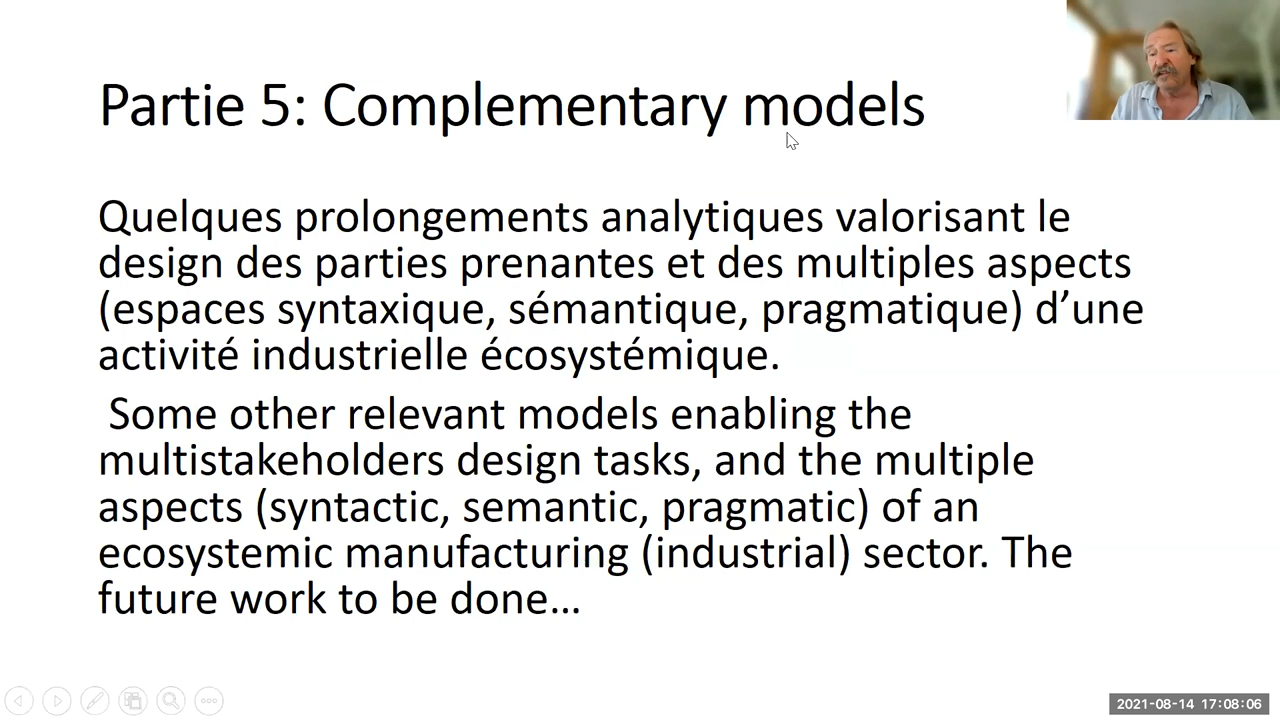 Partie 5: Complementary models
Quelques prolongements analytiques valorisant le
design des parties prenantes et des multiples aspects
(espaces syntaxique, sémantique, pragmatique) d’une
activité industrielle écosystémique.
Some other relevant models enabling the
multistakeholders design tasks, and the multiple
aspects (syntactic, semantic, pragmatic) of an
ecosystemic manufacturing (industrial) sector. The
future work to be done…
2021-08-14 17:08:06